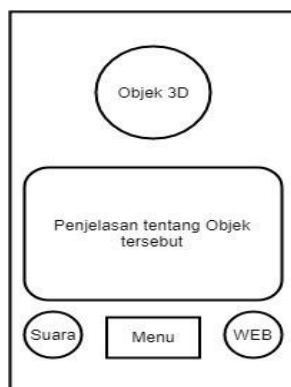 Objek 3D
Penjelasan tentang Objek
tersebut
Suara
Menu
WEB